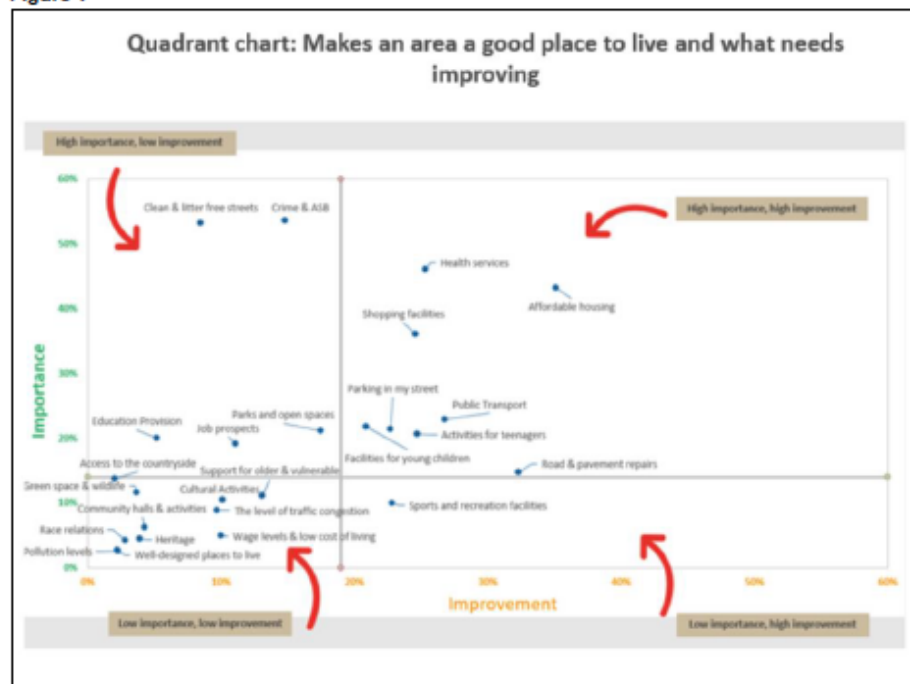 Quadrant chart: Makes an area a good place to live and what needs
improving
High importance, low improvement
High importance, high improvement
60%
Clean & litter free streets
Crime & ASB
50%
Health services
Affordable housing
40%
Shopping facilities
Importance
30%
Parking in my street
Public Transport
Parks and open spaces
Education Provision
Job prospects
Activities for teenagers
20%
Facilities for young children
Road & pavement repairs
Access to the countryside
Support for older & vulnerable
Green space & wildlife
Cultural Activities
10%
Community halls & activities
The level of traffic congestion
Sports and recreation facilities
Race relations
Heritage
Wage levels & low cost of living
Pollution levels
Well-designed places to live
0%
0%
10%
20%
30%
40%
50%
60%
Improvement
Low importance, low improvement
Low importance, high improvement